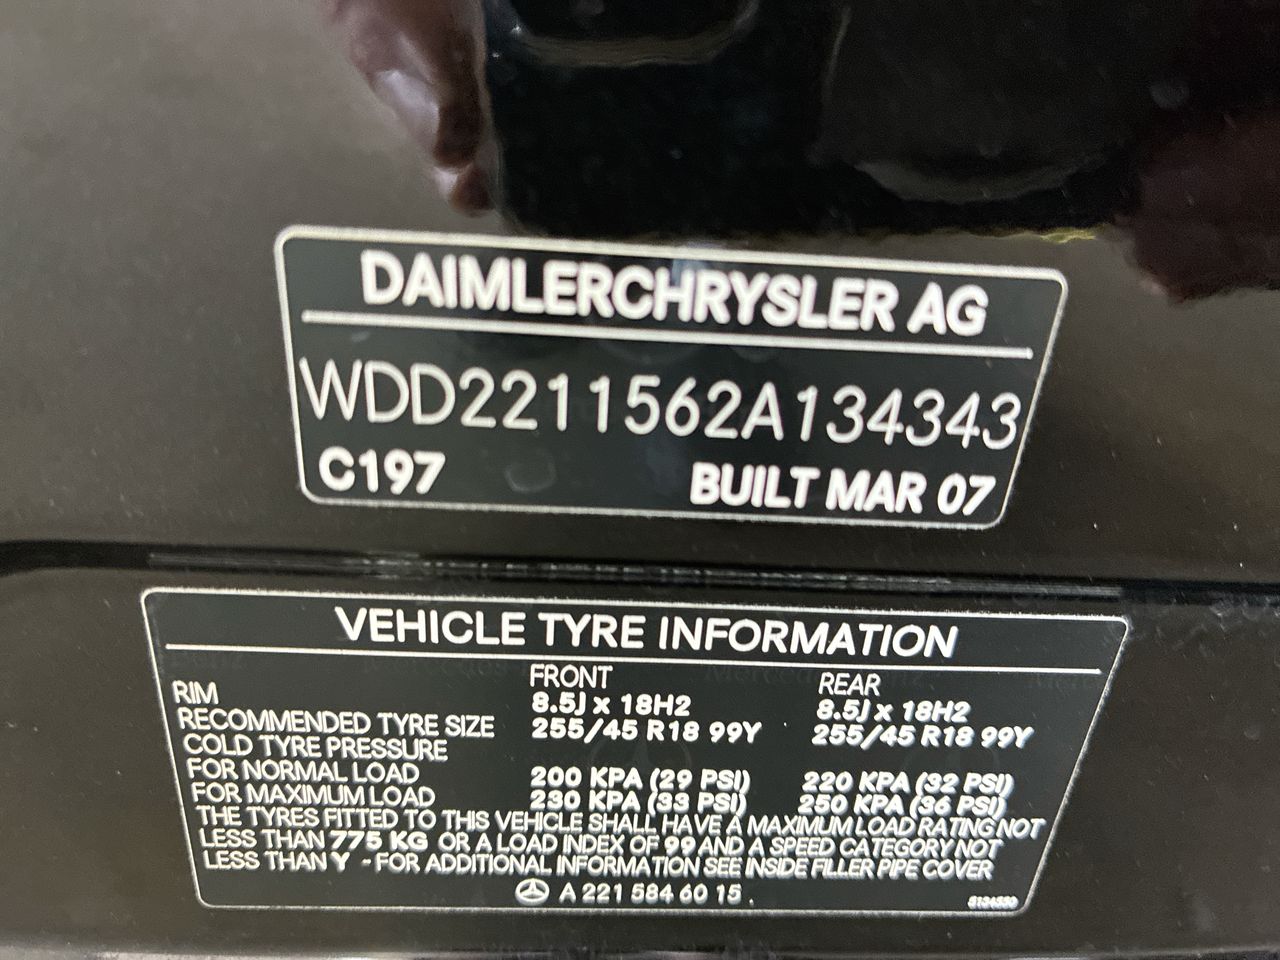 DAIMLERCHRYSLER AG
WDD2211562A134343
C197 BUILT MAR 07
VEHICLE TYRE INFORMATION
FRONT REAR
RIM 8.5J x 18H2 8.5J x 18H2
RECOMMENDED TYRE SIZE 255/45 R18 99Y 255/45 R18 99Y
COLD TYRE PRESSURE
FOR NORMAL LOAD 200 KPA (29 PSI) 220 KPA (32 PSI)
FOR MAXIMUM LOAD 230 KPA (33 PSI) 250 KPA (36 PSI)
THE TYRES FITTED TO THIS VEHICLE SHALL HAVE A MAXIMUM LOAD RATING NOT
LESS THAN 775 KG OR A LOAD INDEX OF 99 AND A SPEED CATEGORY NOT
LESS THAN Y - FOR ADDITIONAL INFORMATION SEE INSIDE FILLER PIPE COVER
A 221 584 60 15 .